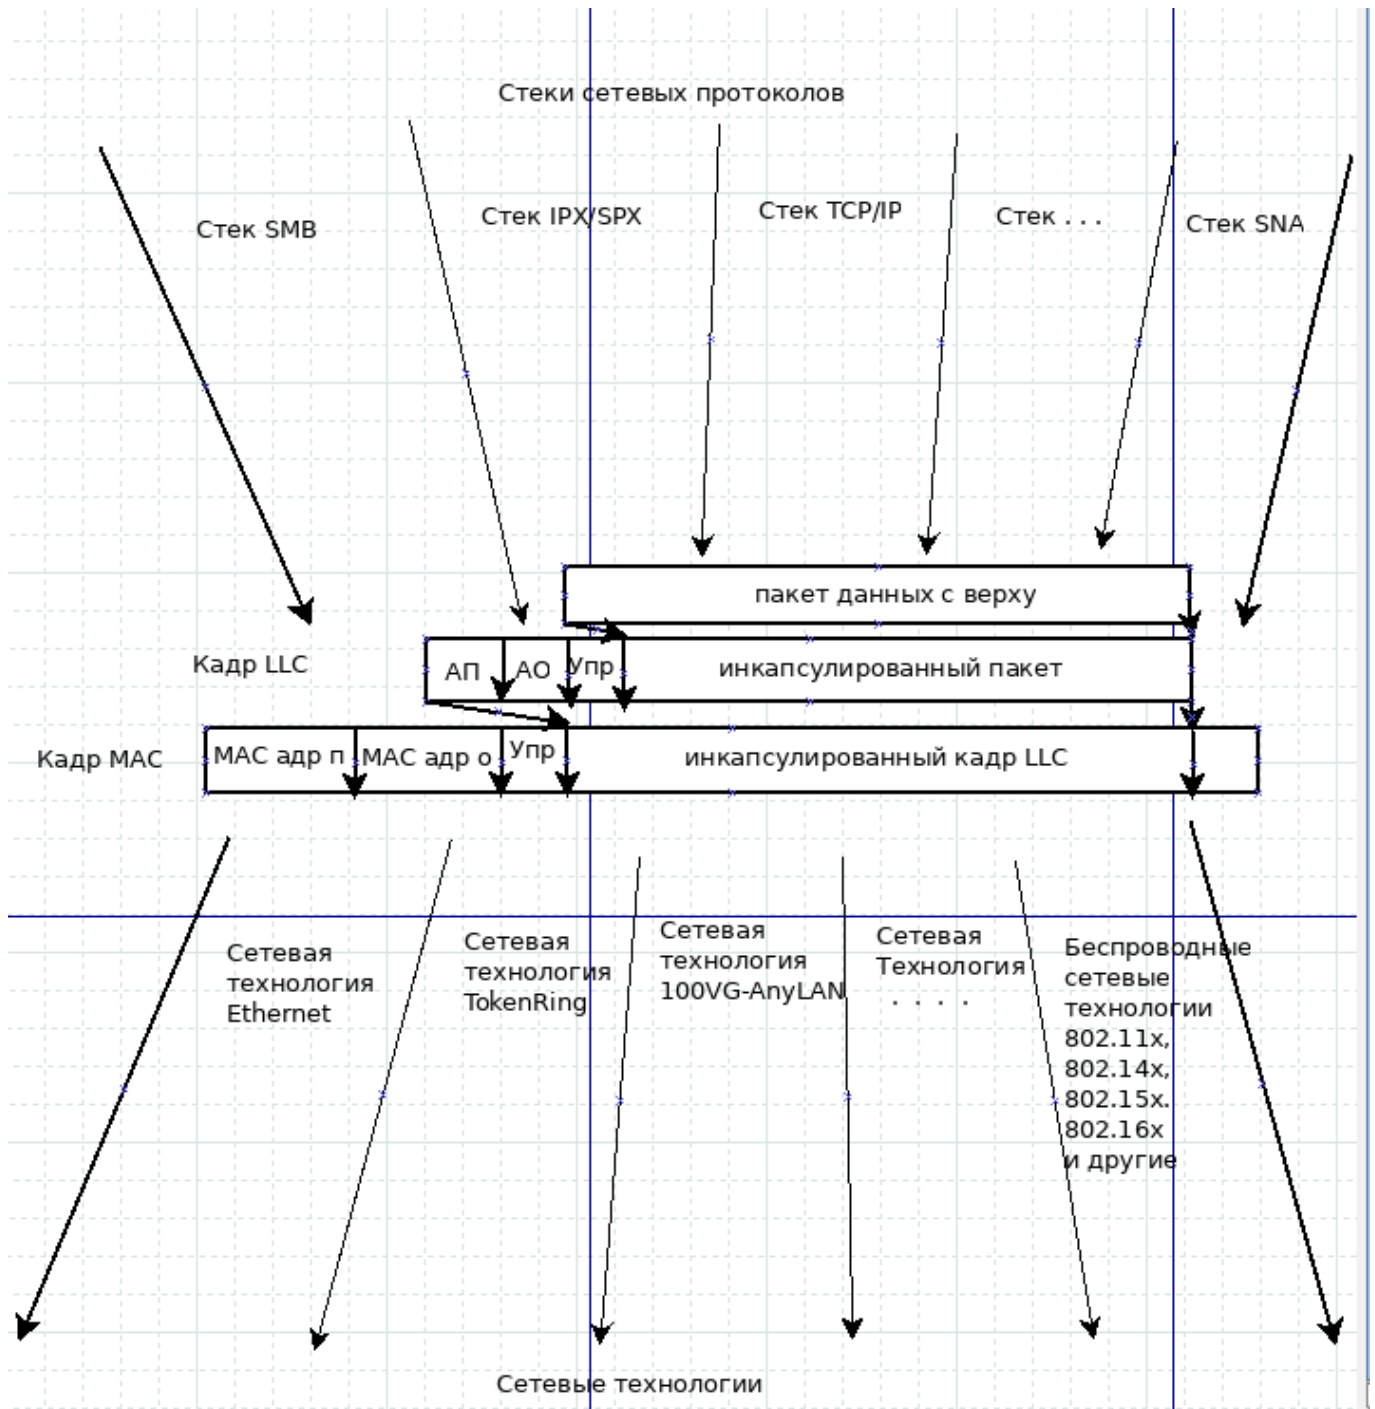 Стеки сетевых протоколов
Стек SMB
Стек IPX/SPX
Стек TCP/IP
Стек . . .
Стек SNA
пакет данных с верху
Кадр LLC
АП
АО
Упр
инкапсулированный пакет
Кадр МАС
МАС адр п
МАС адр о
Упр
инкапсулированный кадр LLC
Сетевая
технология
Ethernet
Сетевая
технология
TokenRing
Сетевая
технология
100VG-AnyLAN
Сетевая
Технология
. . . .
Беспроводные
сетевые
технологии
802.11x,
802.14x,
802.15x.
802.16x
и другие
Сетевые технологии